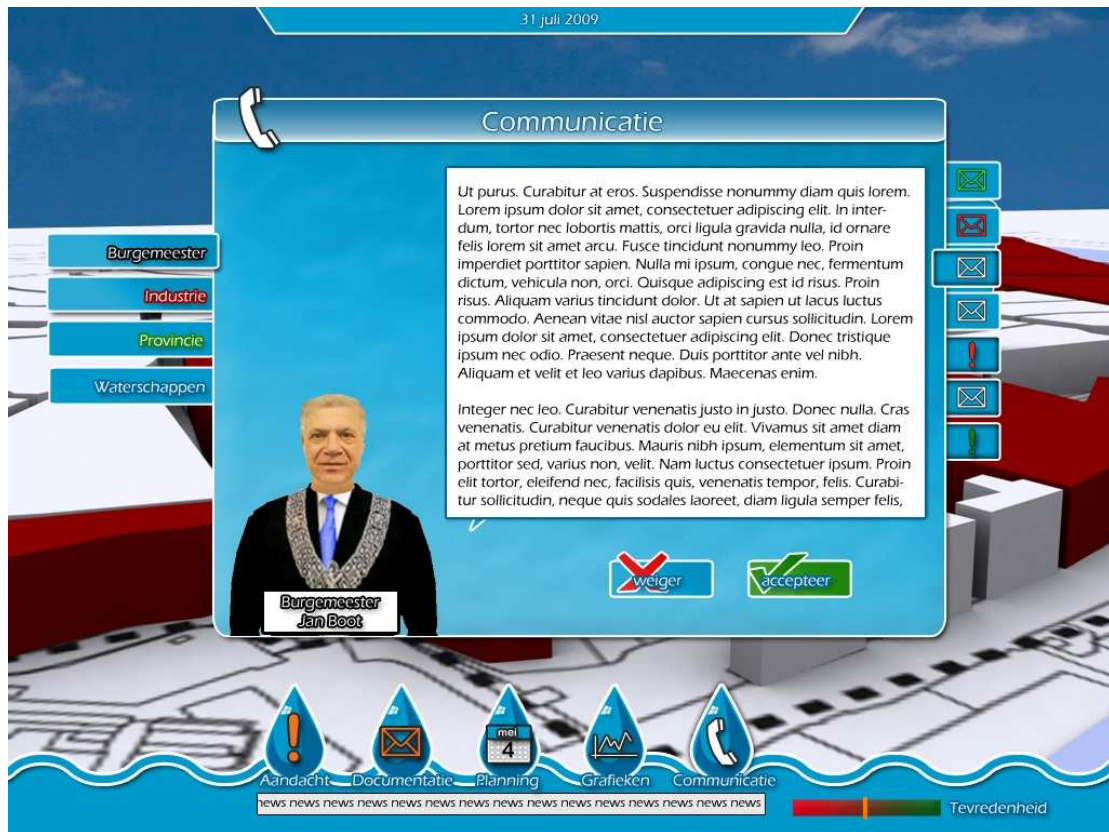 31 juli 2009
Communicatie
Burgemeester
Industrie
Provincie
Waterschappen
Ut purus. Curabitur at eros. Suspendisse nonummy diam quis lorem.
Lorem ipsum dolor sit amet, consectetuer adipiscing elit. In inter-
dum, tortor nec lobortis mattis, orci ligula gravida nulla, id ornare
felis lorem sit amet arcu. Fusce tincidunt nonummy leo. Proin
imperdiet porttitor sapien. Nulla mi ipsum, congue nec, fermentum
dictum, vehicula non, orci. Quisque adipiscing est id risus. Proin
risus. Aliquam varius tincidunt dolor. Ut at sapien ut lacus luctus
commodo. Aenean vitae nisl auctor sapien cursus sollicitudin. Lorem
ipsum dolor sit amet, consectetuer adipiscing elit. Donec tristique
ipsum nec odio. Praesent neque. Duis porttitor ante vel nibh.
Aliquam et velit et leo varius dapibus. Maecenas enim.
Integer nec leo. Curabitur venenatis justo in justo. Donec nulla. Cras
venenatis. Curabitur venenatis dolor eu elit. Vivamus sit amet diam
at metus pretium faucibus. Mauris nibh ipsum, elementum sit amet,
porttitor sed, varius non, velit. Nam luctus consectetuer ipsum. Proin
elit tortor, eleifend nec, facilisis quis, venenatis tempor, felis. Curabi-
tur sollicitudin, neque quis sodales laoreet, diam ligula semper felis,
weiger
accepteer
Burgemeester
Jan Boot
mei
4
Aandacht
Documentatie
Planning
Grafieken
Communicatie
news news news news news news news news news news news news news news news
Tevredenheid